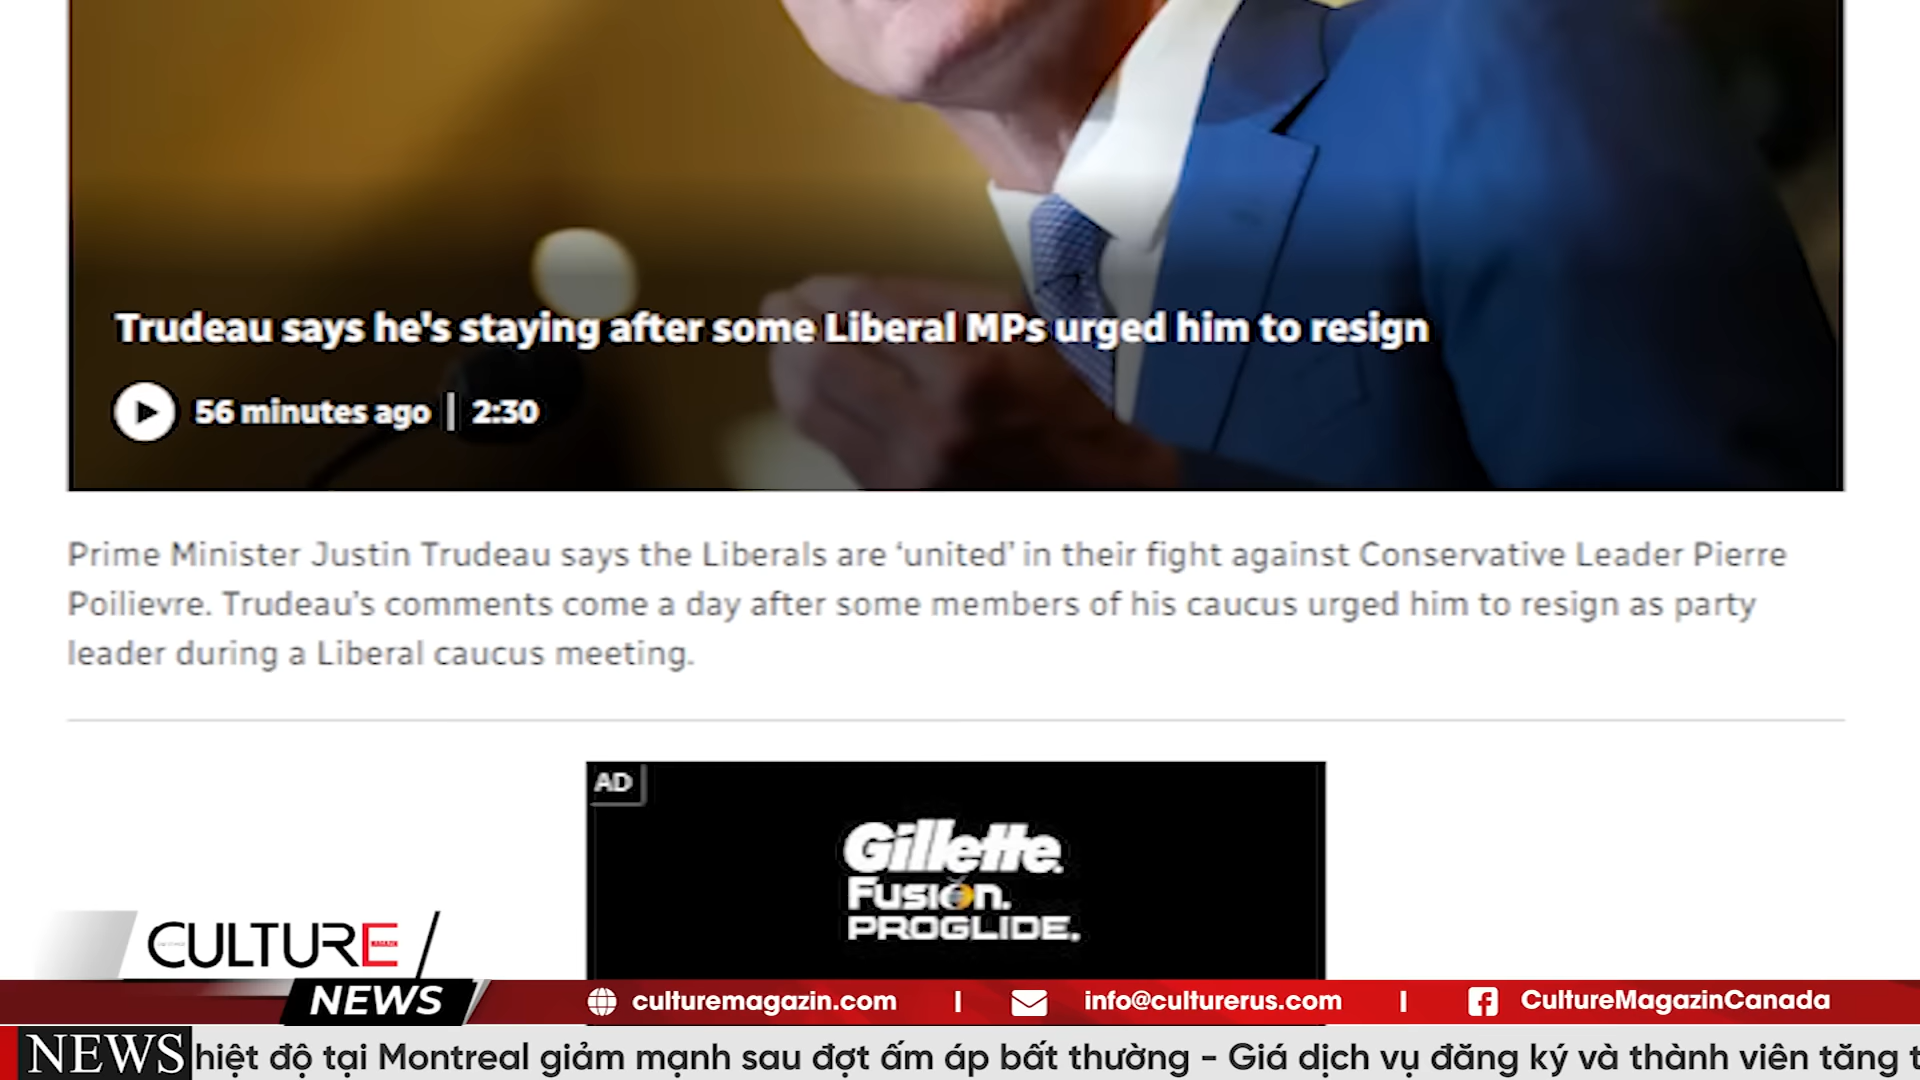 Trudeau says he's staying after some Liberal MPs urged him to resign
56 minutes ago | 2:30
Prime Minister Justin Trudeau says the Liberals are ‘united’ in their fight against Conservative Leader Pierre
Poilievre. Trudeau’s comments come a day after some members of his caucus urged him to resign as party
leader during a Liberal caucus meeting.
AD
Gillette
Fusion.
PROGLIDE.
CULTURE
NEWS
culturemagazin.com | info@culturerus.com | CultureMagazinCanada
NEWS hiệt độ tại Montreal giảm mạnh sau đợt ấm áp bất thường - Giá dịch vụ đăng ký và thành viên tăng t